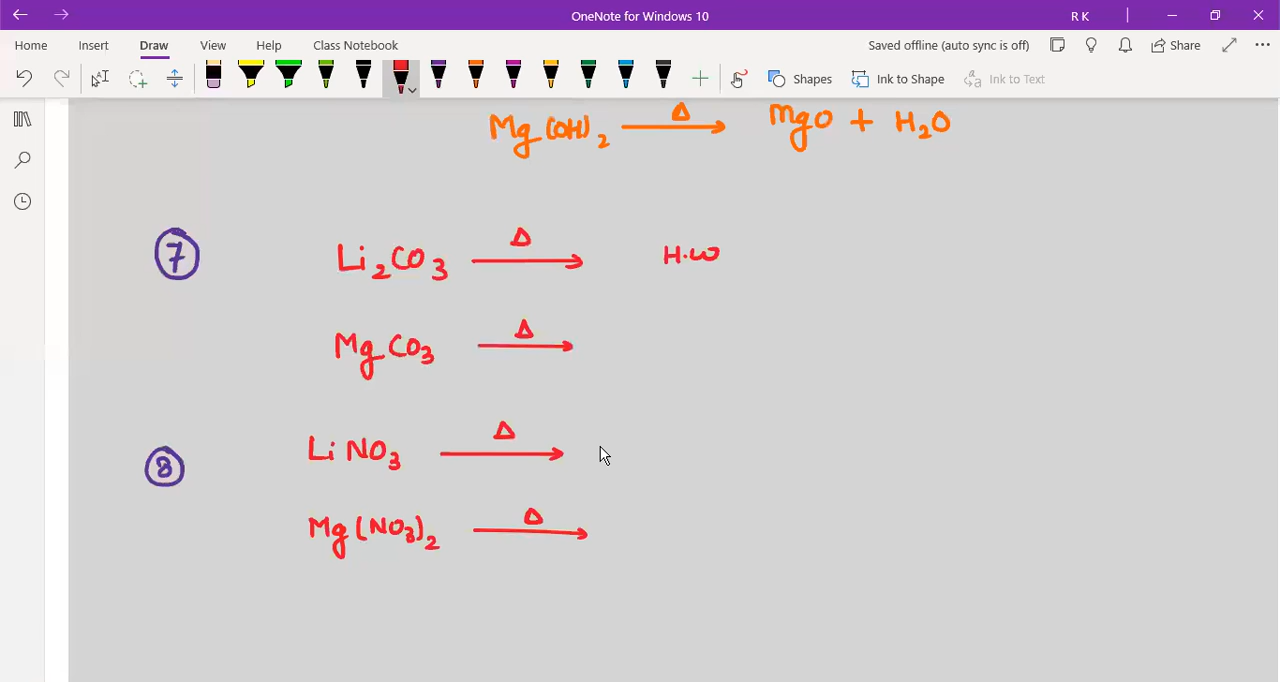 OneNote for Windows 10
R K
Home Insert Draw View Help Class Notebook
Saved offline (auto sync is off) Share
Shapes Ink to Shape Ink to Text
Mg(OH)₂ —Δ→ MgO + H₂O
7 Li₂CO₃ —Δ→ H.W
MgCO₃ —Δ→
8 LiNO₃ —Δ→
Mg(NO₃)₂ —Δ→